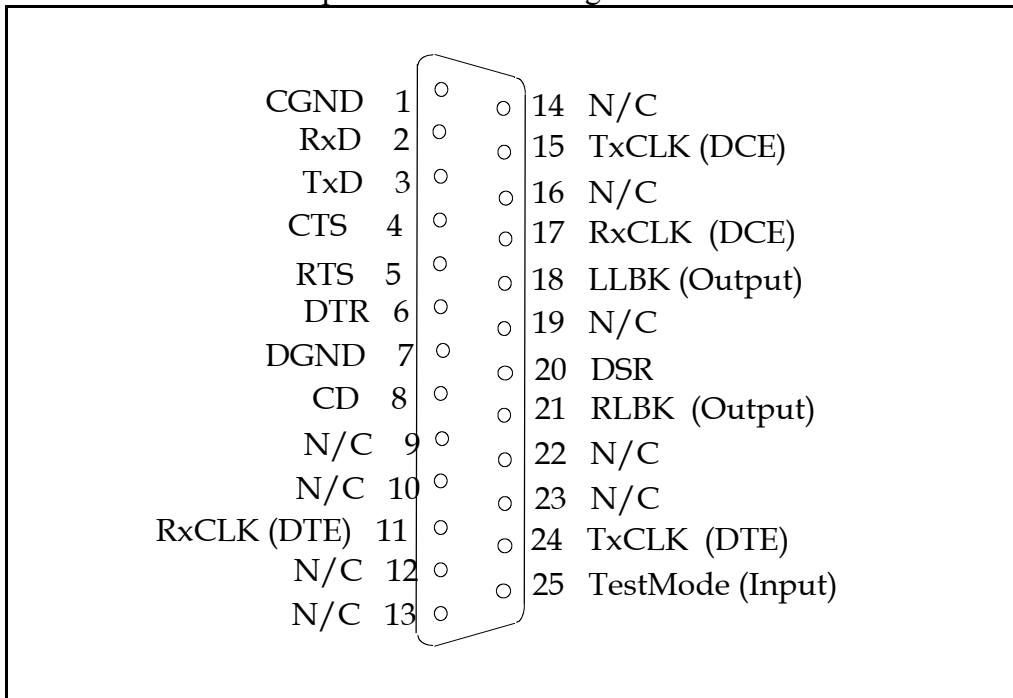 CGND 1
RxD 2
TxD 3
CTS 4
RTS 5
DTR 6
DGND 7
CD 8
N/C 9
N/C 10
RxCLK (DTE) 11
N/C 12
N/C 13
14 N/C
15 TxCLK (DCE)
16 N/C
17 RxCLK (DCE)
18 LLBK (Output)
19 N/C
20 DSR
21 RLBK (Output)
22 N/C
23 N/C
24 TxCLK (DTE)
25 TestMode (Input)